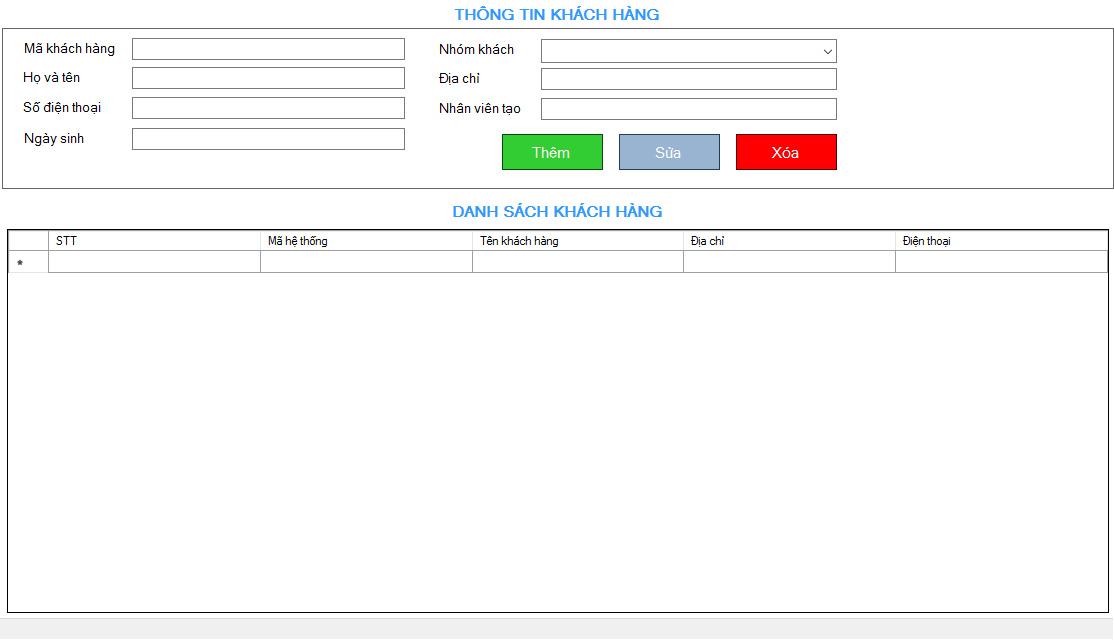 THÔNG TIN KHÁCH HÀNG
Mã khách hàng
Nhóm khách
Họ và tên
Địa chỉ
Số điện thoại
Nhân viên tạo
Ngày sinh
Thêm Sửa Xóa
DANH SÁCH KHÁCH HÀNG
STT Mã hệ thống Tên khách hàng Địa chỉ Điện thoại
*